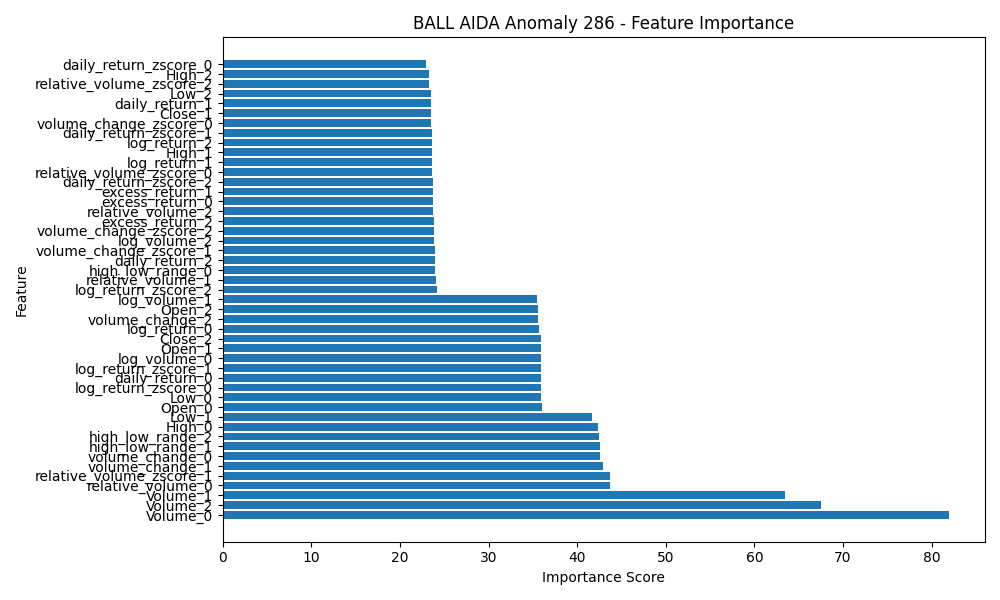 BALL AIDA Anomaly 286 - Feature Importance
daily_return_zscore_0
High_2
relative_volume_zscore_2
Low_2
daily_return_1
Close_1
volume_change_zscore_0
daily_return_zscore_1
log_return_2
High_1
log_return_1
relative_volume_zscore_0
daily_return_zscore_2
excess_return_1
excess_return_0
relative_volume_2
excess_return_2
volume_change_zscore_2
log_volume_2
volume_change_zscore_1
daily_return_2
high_low_range_0
relative_volume_1
log_return_zscore_2
log_volume_1
Open_2
volume_change_2
log_return_0
Close_2
Open_1
log_volume_0
log_return_zscore_1
daily_return_0
log_return_zscore_0
Low_0
Open_0
Low_1
High_0
high_low_range_2
high_low_range_1
volume_change_0
volume_change_1
relative_volume_zscore_1
relative_volume_0
Volume_1
Volume_2
Volume_0
Feature
0 10 20 30 40 50 60 70 80
Importance Score